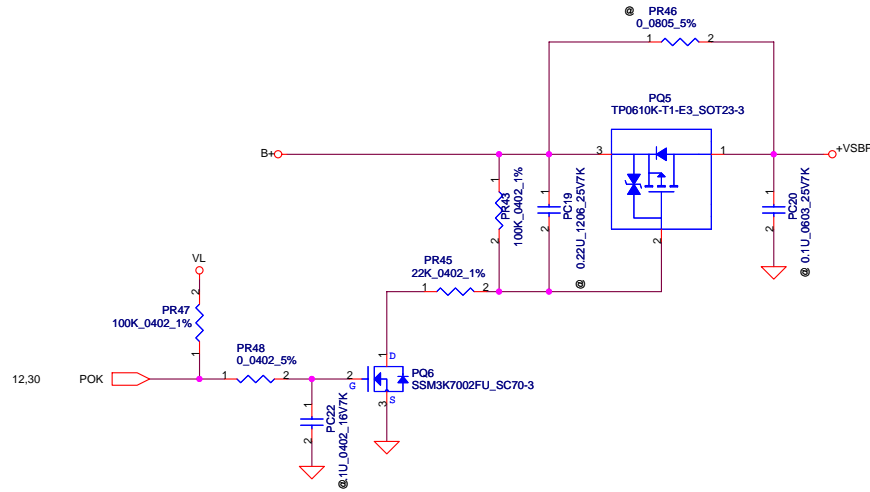 @
PR46
0_0805_5%
1
2
PQ5
TP0610K-T1-E3_SOT23-3
B+
3
1
+VSBP
1
PR43
100K_0402_1%
2
1
PC19
0.22U_1206_25V7K
@
2
2
1
PC20
0.1U_0603_25V7K
@
2
VL
2
PR47
100K_0402_1%
1
PR45
22K_0402_1%
1
2
12,30
POK
PR48
0_0402_5%
1
2
1
D
2
G
PQ6
SSM3K7002FU_SC70-3
3
S
1
PC22
.1U_0402_16V7K
@
2